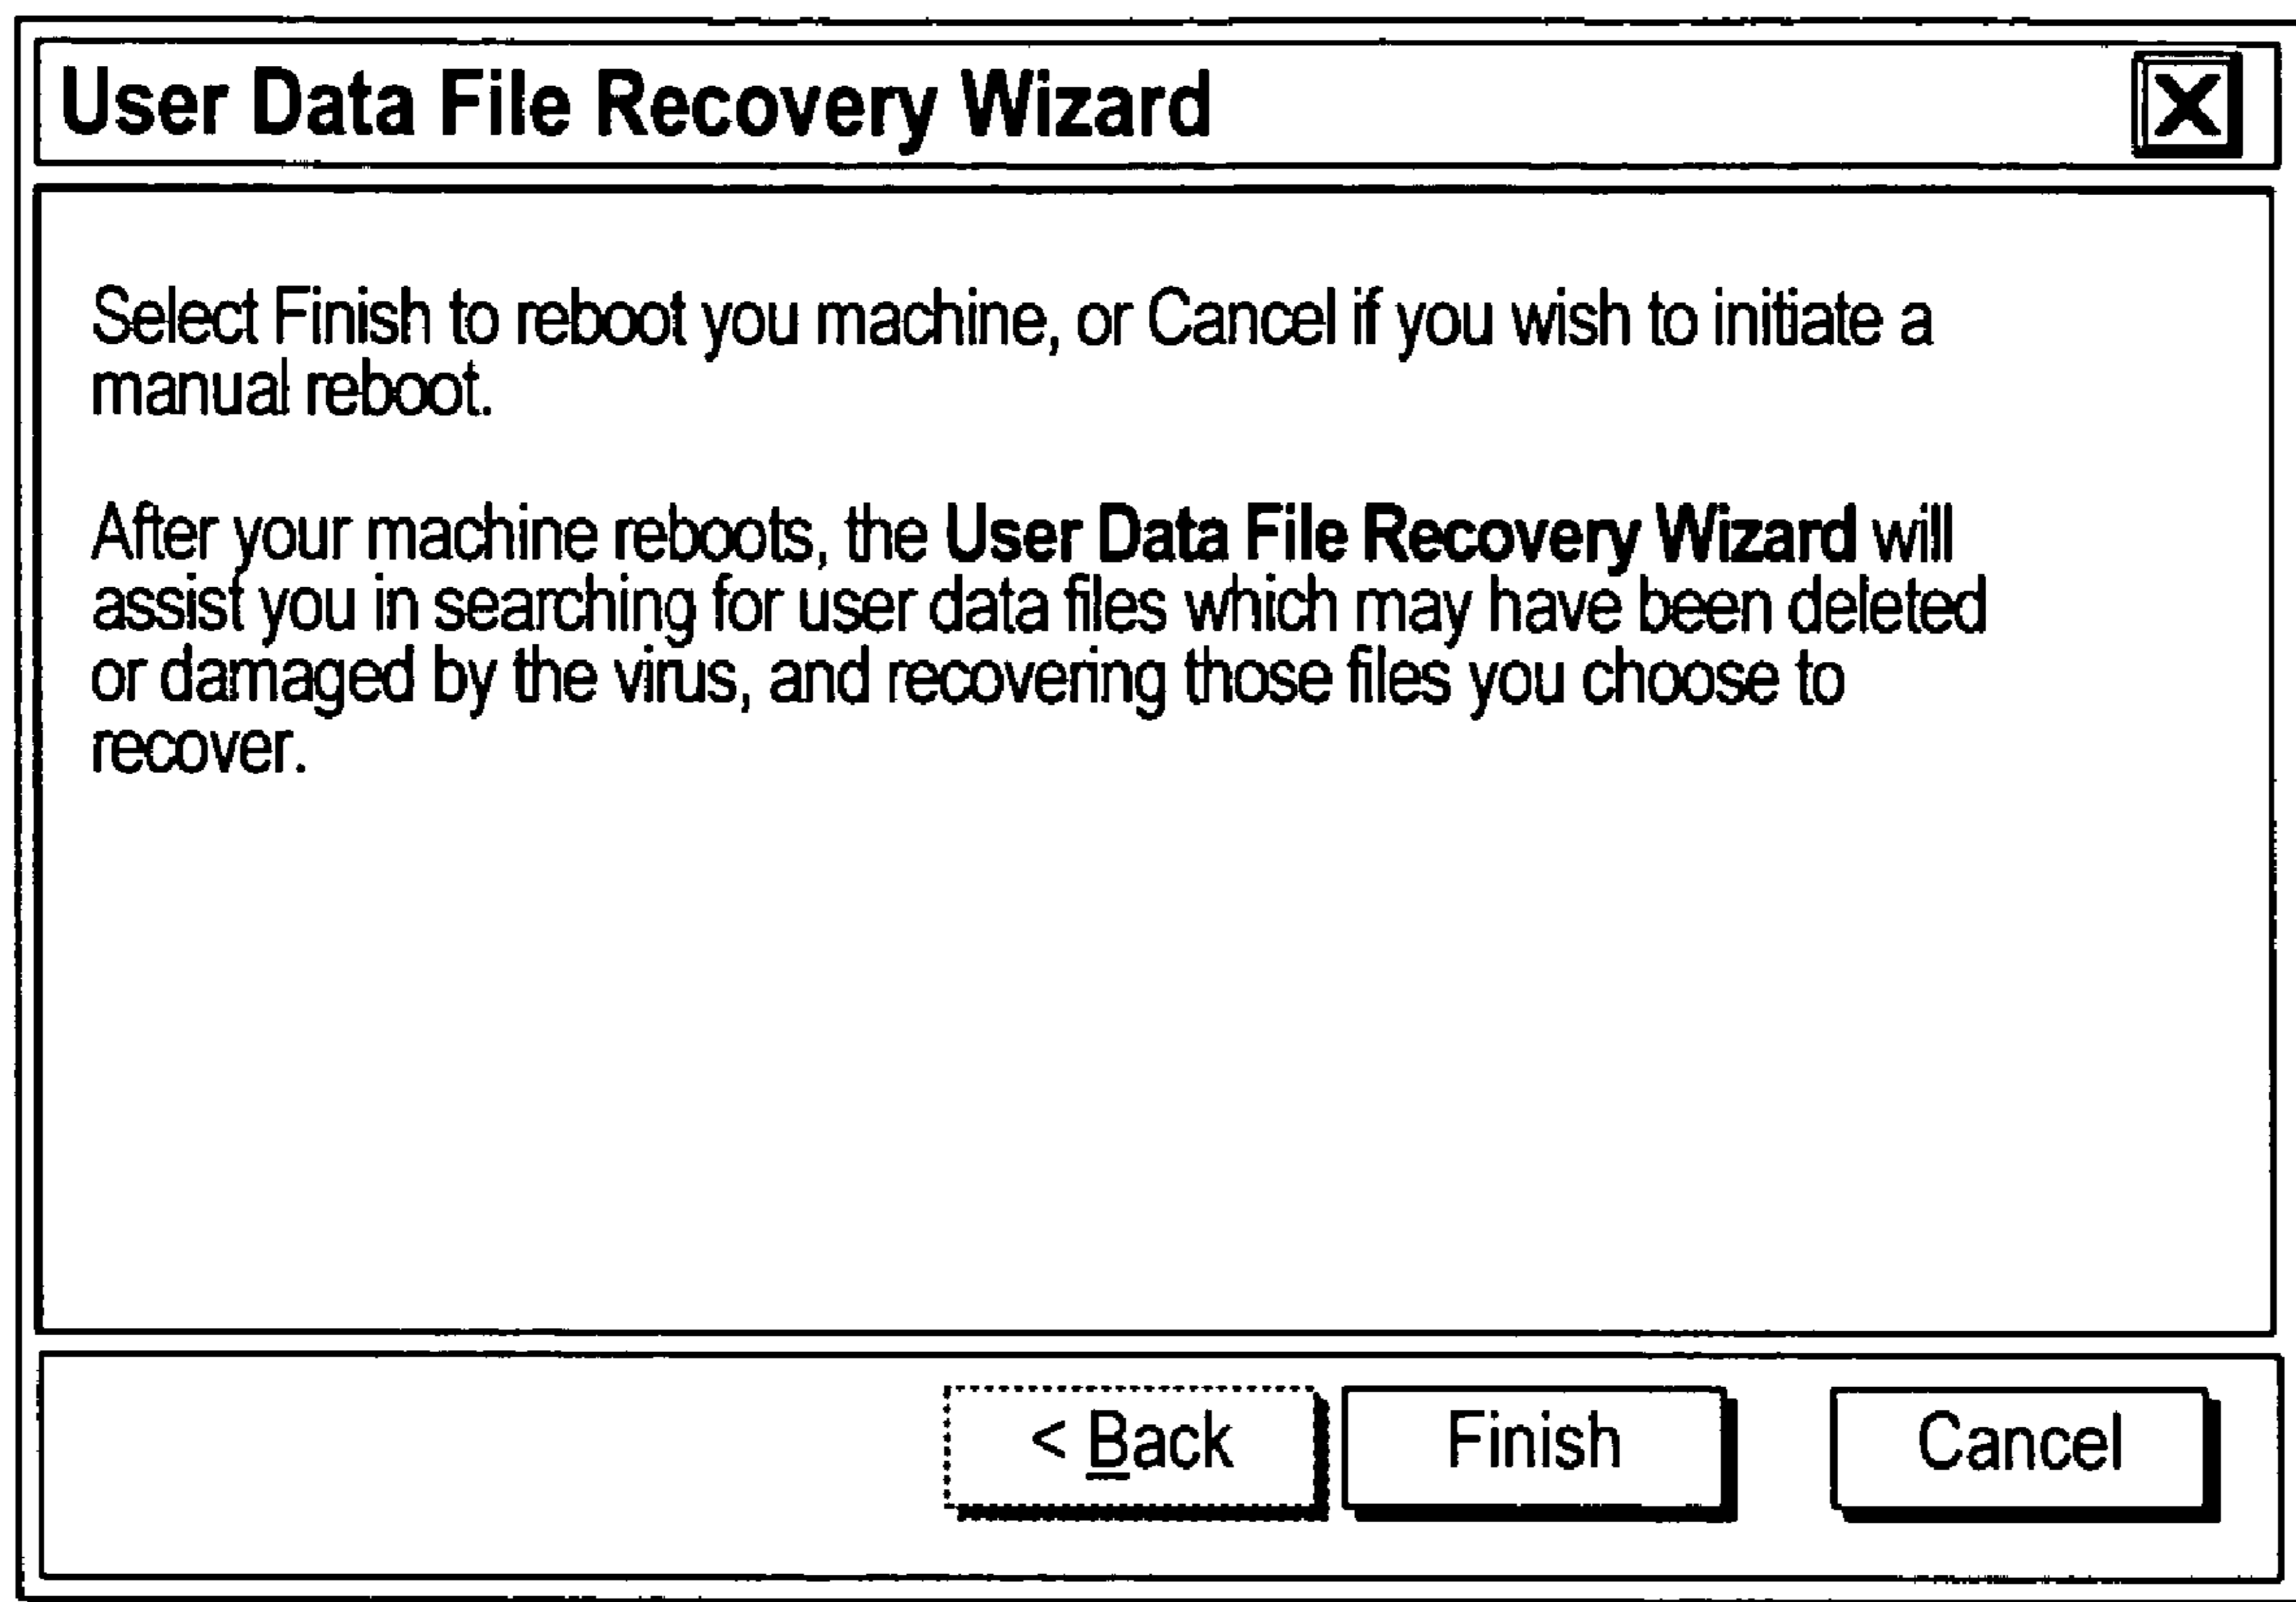 User Data File Recovery Wizard X
Select Finish to reboot you machine, or Cancel if you wish to initiate a
manual reboot.
After your machine reboots, the User Data File Recovery Wizard will
assist you in searching for user data files which may have been deleted
or damaged by the virus, and recovering those files you choose to
recover.
< Back Finish Cancel